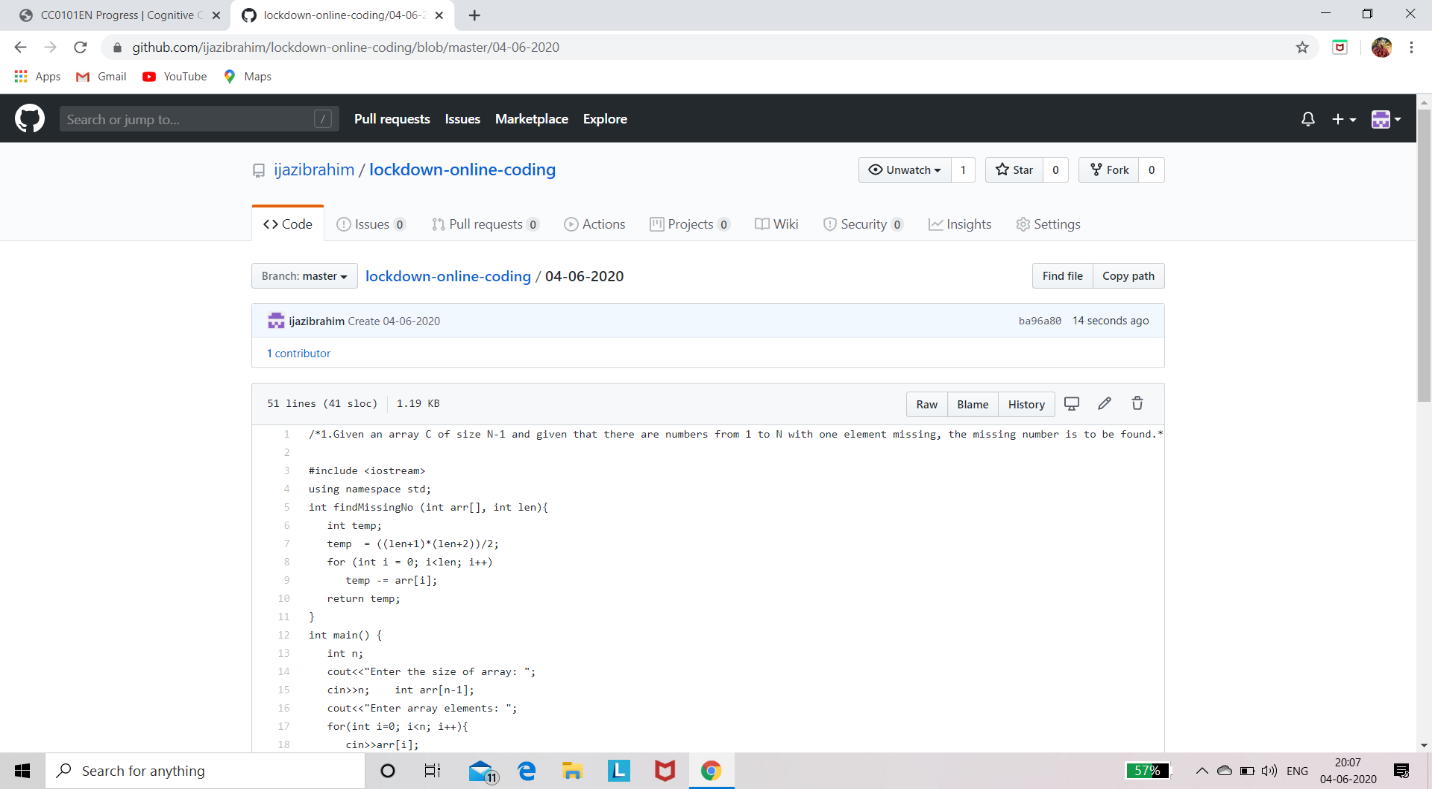 CC0101EN Progress | Cognitive C
lockdown-online-coding/04-06-2
github.com/ijazibrahim/lockdown-online-coding/blob/master/04-06-2020
Apps Gmail YouTube Maps
Search or jump to... / Pull requests Issues Marketplace Explore
ijazibrahim / lockdown-online-coding Unwatch 1 Star 0 Fork 0
Code Issues 0 Pull requests 0 Actions Projects 0 Wiki Security 0 Insights Settings
Branch: master lockdown-online-coding / 04-06-2020 Find file Copy path
ijazibrahim Create 04-06-2020 ba96a80 14 seconds ago
1 contributor
51 lines (41 sloc) 1.19 KB Raw Blame History
1 /*1.Given an array C of size N-1 and given that there are numbers from 1 to N with one element missing, the missing number is to be found.*
2
3 #include <iostream>
4 using namespace std;
5 int findMissingNo (int arr[], int len){
6 int temp;
7 temp  = ((len+1)*(len+2))/2;
8 for (int i = 0; i<len; i++)
9 temp -= arr[i];
10 return temp;
11 }
12 int main() {
13 int n;
14 cout<<"Enter the size of array: ";
15 cin>>n;    int arr[n-1];
16 cout<<"Enter array elements: ";
17 for(int i=0; i<n; i++){
18 cin>>arr[i];
Search for anything 11 L 57% ENG 20:07
04-06-2020